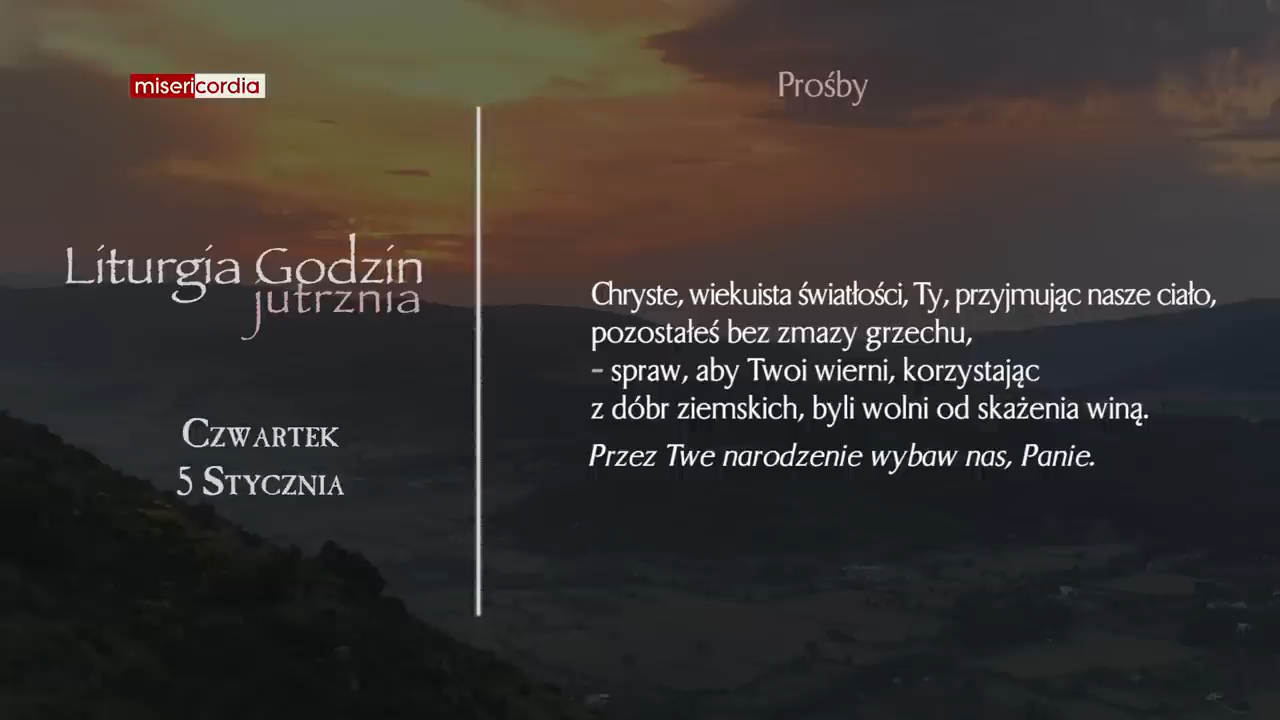 misericordia
Prośby
Liturgia Godzin
jutrznia
Czwartek
5 Stycznia
Chryste, wiekuista światłości, Ty, przyjmując nasze ciało,
pozostałeś bez zmazy grzechu,
- spraw, aby Twoi wierni, korzystając
z dóbr ziemskich, byli wolni od skażenia winą.
Przez Twe narodzenie wybaw nas, Panie.